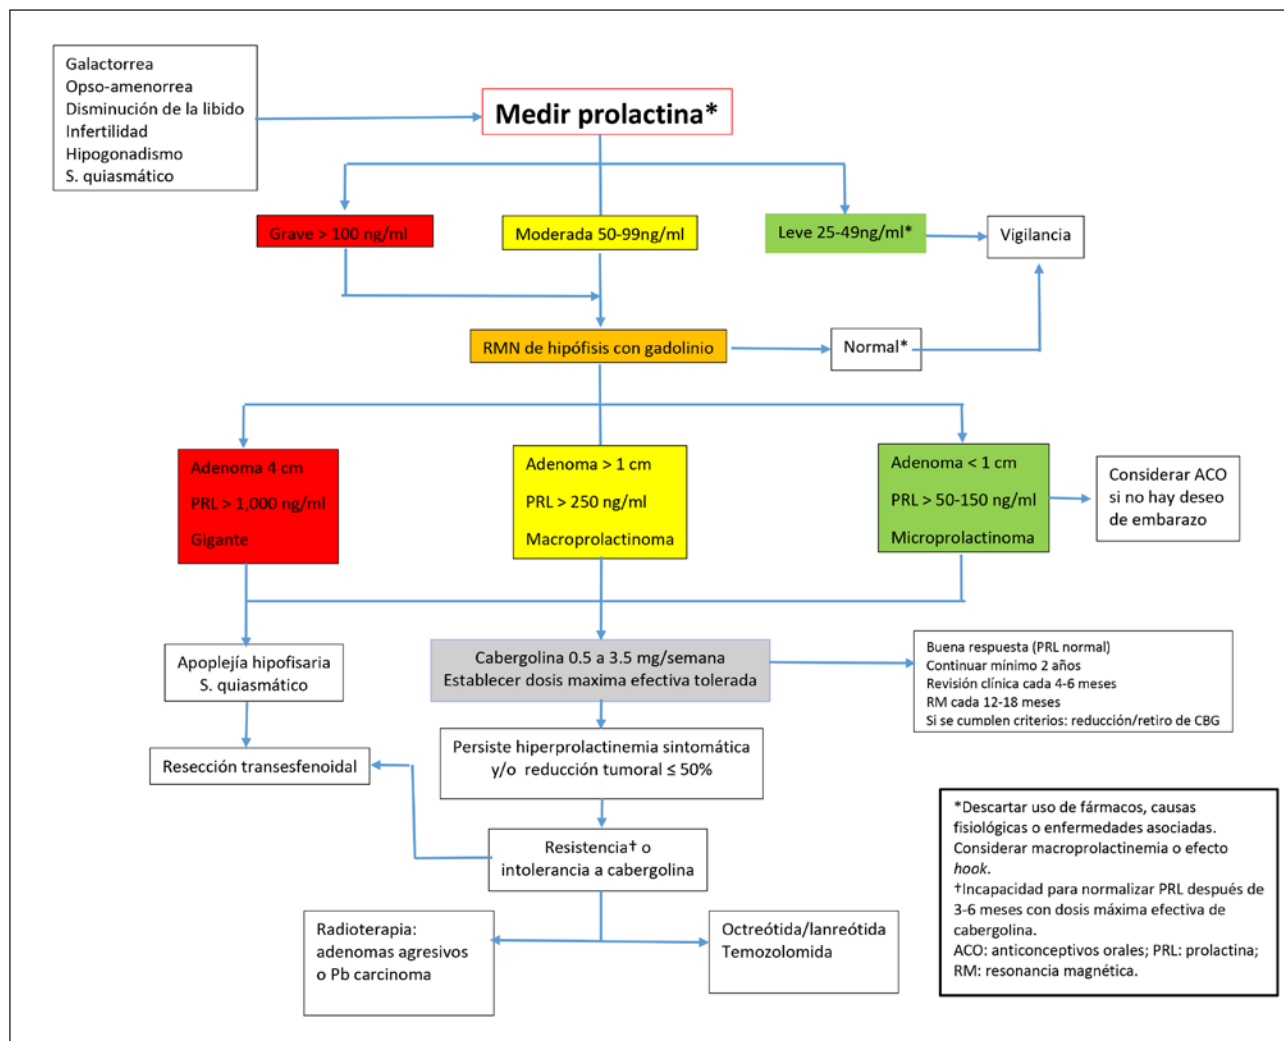 Galactorrea
Opso-amenorrea
Disminución de la libido
Infertilidad
Hipogonadismo
S. quiasmático
Medir prolactina*
Grave > 100 ng/ml
Moderada 50-99ng/ml
Leve 25-49ng/ml*
Vigilancia
RMN de hipófisis con gadolinio
Normal*
Adenoma 4 cm
PRL > 1,000 ng/ml
Gigante
Adenoma > 1 cm
PRL > 250 ng/ml
Macroprolactinoma
Adenoma < 1 cm
PRL > 50-150 ng/ml
Microprolactinoma
Considerar ACO
si no hay deseo
de embarazo
Apoplejía hipofisaria
S. quiasmático
Cabergolina 0.5 a 3.5 mg/semana
Establecer dosis maxima efectiva tolerada
Buena respuesta (PRL normal)
Continuar mínimo 2 años
Revisión clínica cada 4-6 meses
RM cada 12-18 meses
Si se cumplen criterios: reducción/retiro de CBG
Resección transesfenoidal
Persiste hiperprolactinemia sintomática
y/o reducción tumoral ≤ 50%
Resistencia† o
intolerancia a cabergolina
Radioterapia:
adenomas agresivos
o Pb carcinoma
Octreótida/lanreótida
Temozolomida
*Descartar uso de fármacos, causas
fisiológicas o enfermedades asociadas.
Considerar macroprolactinemia o efecto
hook.
†Incapacidad para normalizar PRL después de
3-6 meses con dosis máxima efectiva de
cabergolina.
ACO: anticonceptivos orales; PRL: prolactina;
RM: resonancia magnética.